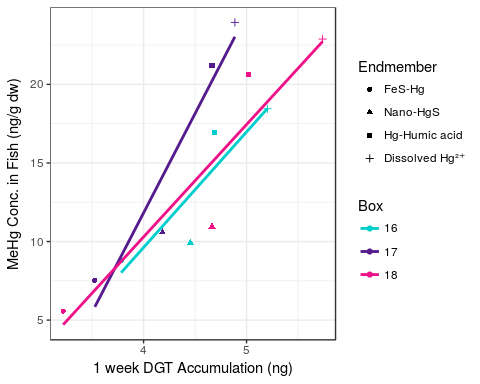 MeHg Conc. in Fish (ng/g dw)
20
15
10
5
4
5
1 week DGT Accumulation (ng)
Endmember
FeS-Hg
Nano-HgS
Hg-Humic acid
Dissolved Hg²⁺
Box
16
17
18